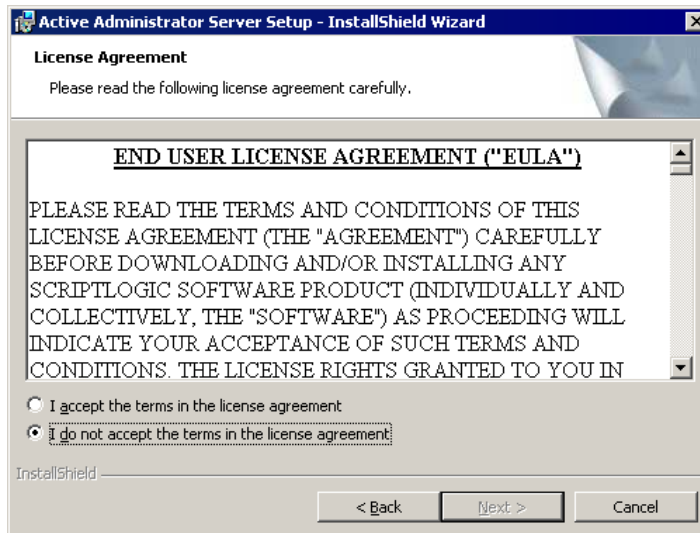 Active Administrator Server Setup - InstallShield Wizard
License Agreement
Please read the following license agreement carefully.
END USER LICENSE AGREEMENT ("EULA")
PLEASE READ THE TERMS AND CONDITIONS OF THIS
LICENSE AGREEMENT (THE "AGREEMENT") CAREFULLY
BEFORE DOWNLOADING AND/OR INSTALLING ANY
SCRIPTLOGIC SOFTWARE PRODUCT (INDIVIDUALLY AND
COLLECTIVELY, THE "SOFTWARE") AS PROCEEDING WILL
INDICATE YOUR ACCEPTANCE OF SUCH TERMS AND
CONDITIONS. THE LICENSE RIGHTS GRANTED TO YOU IN
I accept the terms in the license agreement
I do not accept the terms in the license agreement
InstallShield
< Back Next > Cancel